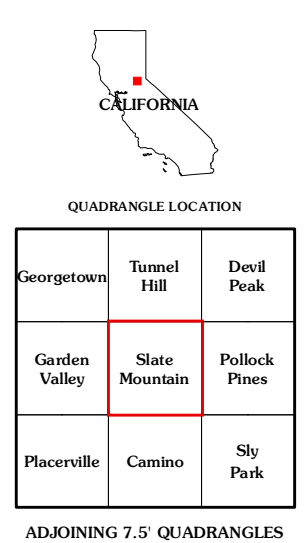 CALIFORNIA
QUADRANGLE LOCATION
Georgetown
Tunnel
Hill
Devil
Peak
Garden
Valley
Slate
Mountain
Pollock
Pines
Placerville
Camino
Sly
Park
ADJOINING 7.5' QUADRANGLES